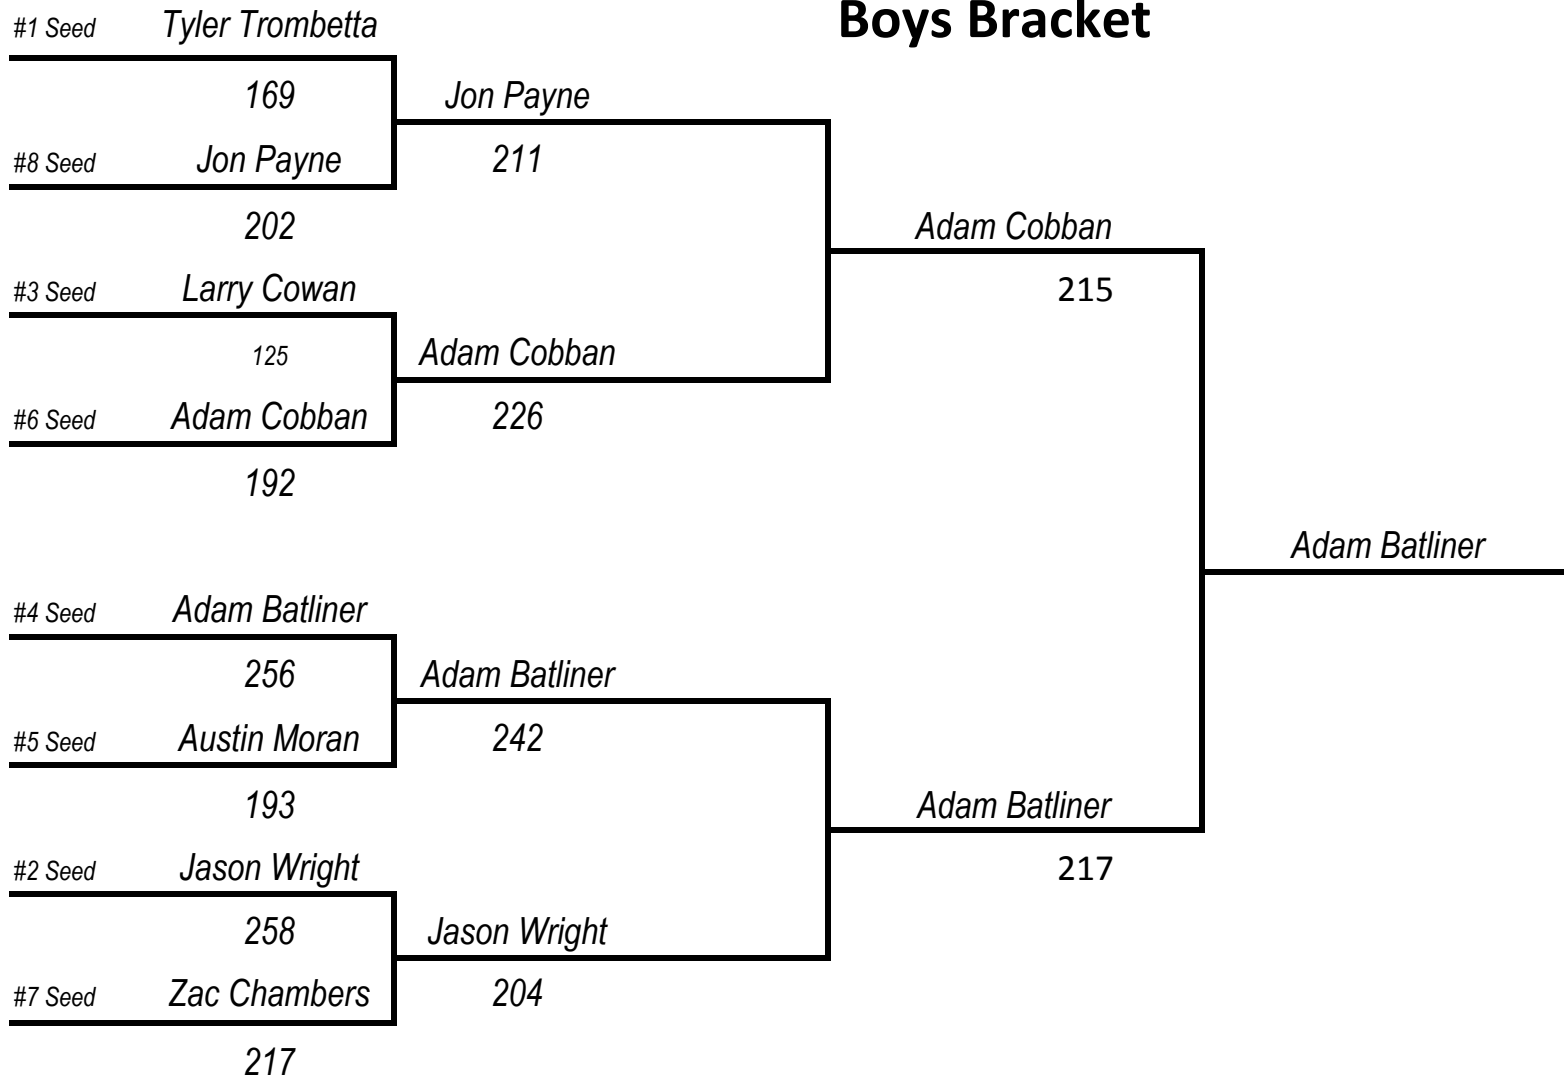 Boys Bracket
#1 Seed Tyler Trombetta
169 Jon Payne
#8 Seed Jon Payne 211
202 Adam Cobban
#3 Seed Larry Cowan 215
125 Adam Cobban
#6 Seed Adam Cobban 226
192
Adam Batliner
#4 Seed Adam Batliner
256 Adam Batliner
#5 Seed Austin Moran 242
193 Adam Batliner
#2 Seed Jason Wright 217
258 Jason Wright
#7 Seed Zac Chambers 204
217